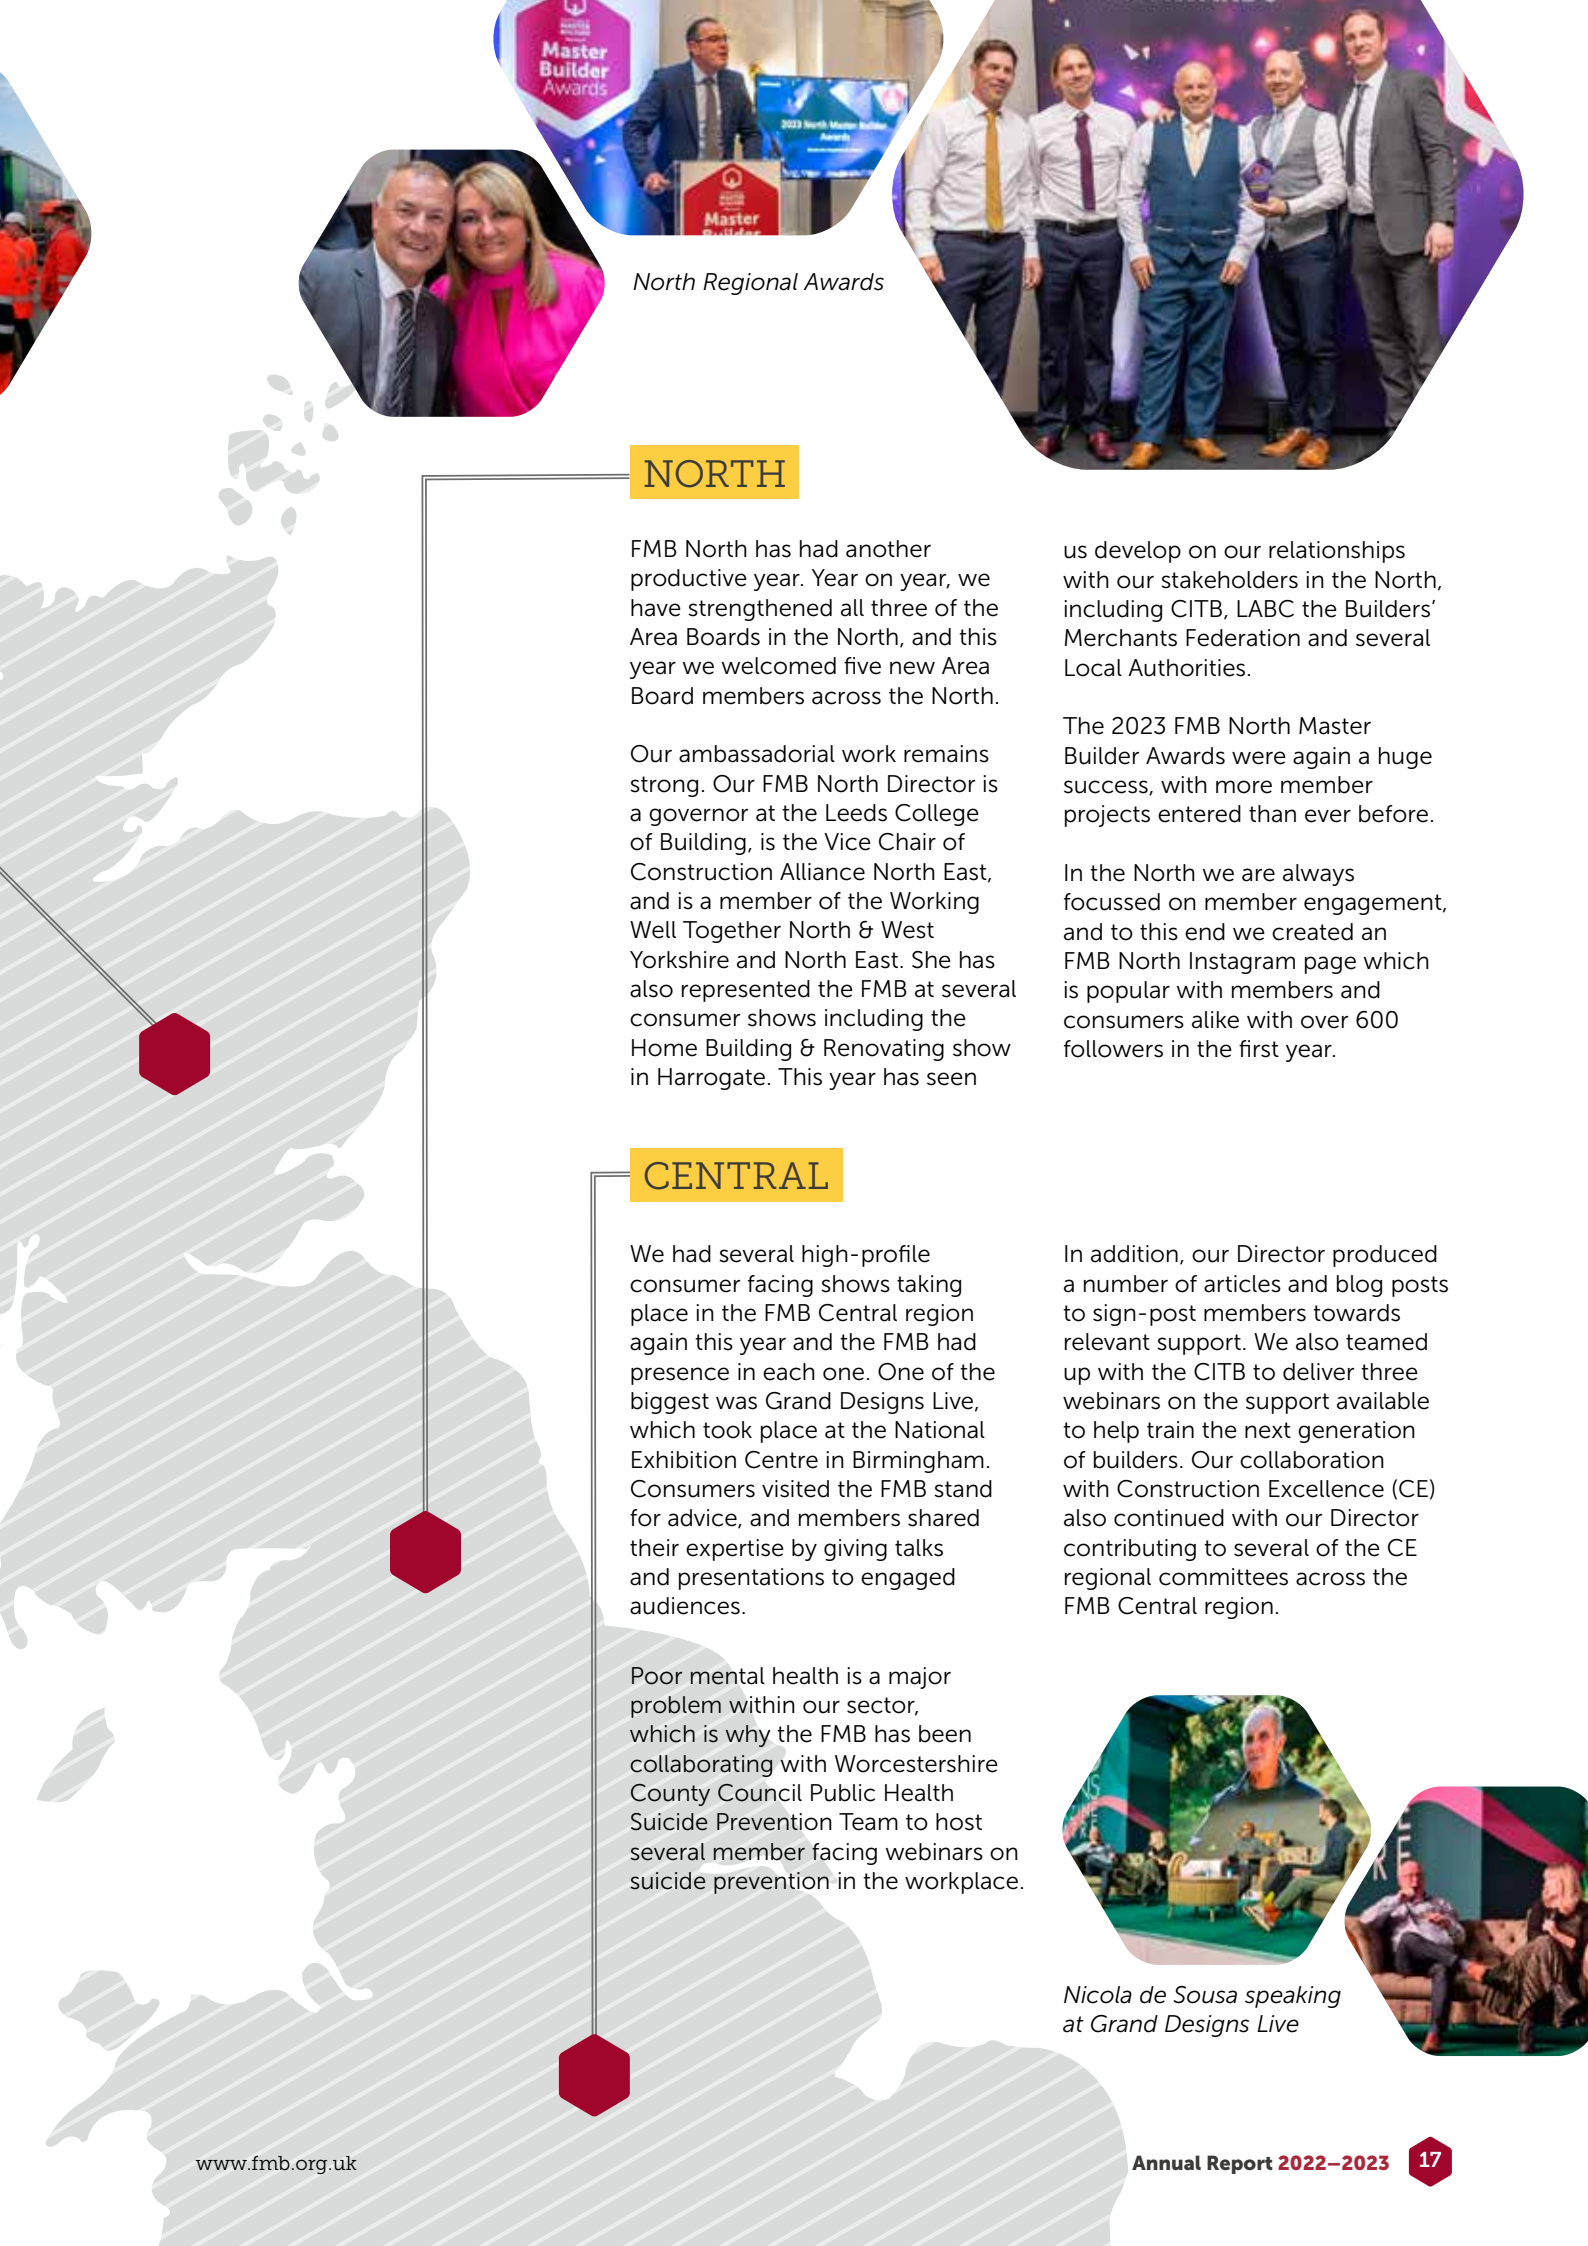 Master
Builder
Awards
2023 North Master Builder
Awards
Master
Builder
North Regional Awards
NORTH
FMB North has had another
productive year. Year on year, we
have strengthened all three of the
Area Boards in the North, and this
year we welcomed five new Area
Board members across the North.
Our ambassadorial work remains
strong. Our FMB North Director is
a governor at the Leeds College
of Building, is the Vice Chair of
Construction Alliance North East,
and is a member of the Working
Well Together North & West
Yorkshire and North East. She has
also represented the FMB at several
consumer shows including the
Home Building & Renovating show
in Harrogate. This year has seen
us develop on our relationships
with our stakeholders in the North,
including CITB, LABC the Builders’
Merchants Federation and several
Local Authorities.
The 2023 FMB North Master
Builder Awards were again a huge
success, with more member
projects entered than ever before.
In the North we are always
focussed on member engagement,
and to this end we created an
FMB North Instagram page which
is popular with members and
consumers alike with over 600
followers in the first year.
CENTRAL
We had several high-profile
consumer facing shows taking
place in the FMB Central region
again this year and the FMB had
presence in each one. One of the
biggest was Grand Designs Live,
which took place at the National
Exhibition Centre in Birmingham.
Consumers visited the FMB stand
for advice, and members shared
their expertise by giving talks
and presentations to engaged
audiences.
Poor mental health is a major
problem within our sector,
which is why the FMB has been
collaborating with Worcestershire
County Council Public Health
Suicide Prevention Team to host
several member facing webinars on
suicide prevention in the workplace.
In addition, our Director produced
a number of articles and blog posts
to sign-post members towards
relevant support. We also teamed
up with the CITB to deliver three
webinars on the support available
to help train the next generation
of builders. Our collaboration
with Construction Excellence (CE)
also continued with our Director
contributing to several of the CE
regional committees across the
FMB Central region.
Nicola de Sousa speaking
at Grand Designs Live
www.fmb.org.uk
Annual Report 2022–2023
17